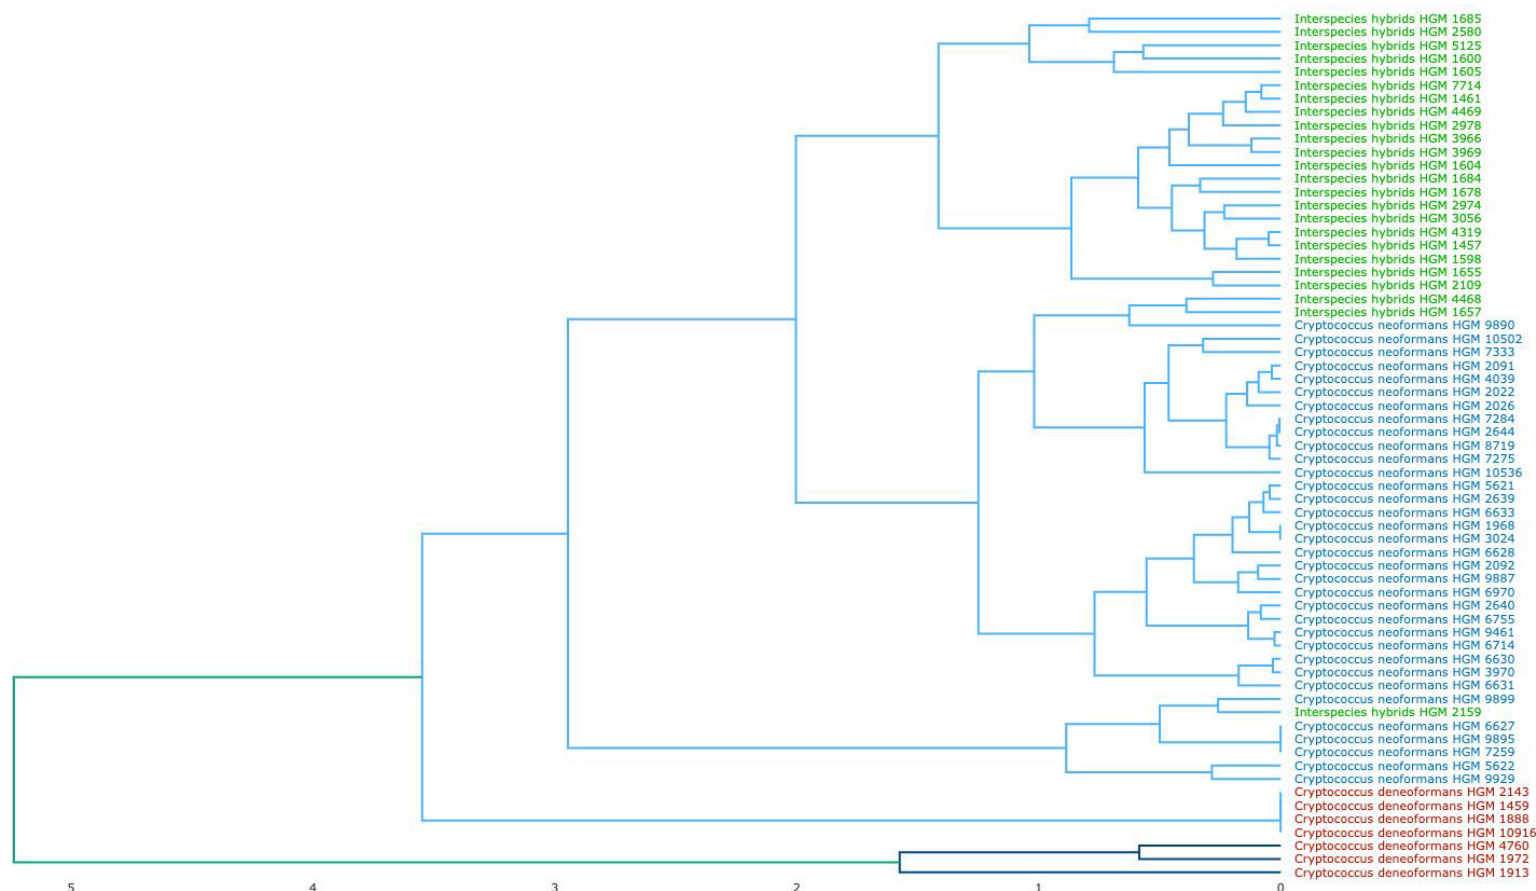 Interspecies hybrids HGM 1685
Interspecies hybrids HGM 2580
Interspecies hybrids HGM 5125
Interspecies hybrids HGM 1600
Interspecies hybrids HGM 1605
Interspecies hybrids HGM 7714
Interspecies hybrids HGM 1461
Interspecies hybrids HGM 4469
Interspecies hybrids HGM 2978
Interspecies hybrids HGM 3966
Interspecies hybrids HGM 3969
Interspecies hybrids HGM 1604
Interspecies hybrids HGM 1684
Interspecies hybrids HGM 1678
Interspecies hybrids HGM 2974
Interspecies hybrids HGM 3056
Interspecies hybrids HGM 4319
Interspecies hybrids HGM 1457
Interspecies hybrids HGM 1598
Interspecies hybrids HGM 1655
Interspecies hybrids HGM 2109
Interspecies hybrids HGM 4468
Interspecies hybrids HGM 1657
Cryptococcus neoformans HGM 9890
Cryptococcus neoformans HGM 10502
Cryptococcus neoformans HGM 7333
Cryptococcus neoformans HGM 2091
Cryptococcus neoformans HGM 4039
Cryptococcus neoformans HGM 2022
Cryptococcus neoformans HGM 2026
Cryptococcus neoformans HGM 7284
Cryptococcus neoformans HGM 2644
Cryptococcus neoformans HGM 8719
Cryptococcus neoformans HGM 7275
Cryptococcus neoformans HGM 10536
Cryptococcus neoformans HGM 5621
Cryptococcus neoformans HGM 2639
Cryptococcus neoformans HGM 6633
Cryptococcus neoformans HGM 1968
Cryptococcus neoformans HGM 3024
Cryptococcus neoformans HGM 6628
Cryptococcus neoformans HGM 2092
Cryptococcus neoformans HGM 9887
Cryptococcus neoformans HGM 6970
Cryptococcus neoformans HGM 2640
Cryptococcus neoformans HGM 6755
Cryptococcus neoformans HGM 9461
Cryptococcus neoformans HGM 6714
Cryptococcus neoformans HGM 6630
Cryptococcus neoformans HGM 3970
Cryptococcus neoformans HGM 6631
Cryptococcus neoformans HGM 9899
Interspecies hybrids HGM 2159
Cryptococcus neoformans HGM 6627
Cryptococcus neoformans HGM 9895
Cryptococcus neoformans HGM 7259
Cryptococcus neoformans HGM 5622
Cryptococcus neoformans HGM 9929
Cryptococcus deneoformans HGM 2143
Cryptococcus deneoformans HGM 1459
Cryptococcus deneoformans HGM 1888
Cryptococcus deneoformans HGM 10916
Cryptococcus deneoformans HGM 4760
Cryptococcus deneoformans HGM 1972
Cryptococcus deneoformans HGM 1913
5 4 3 2 1 0